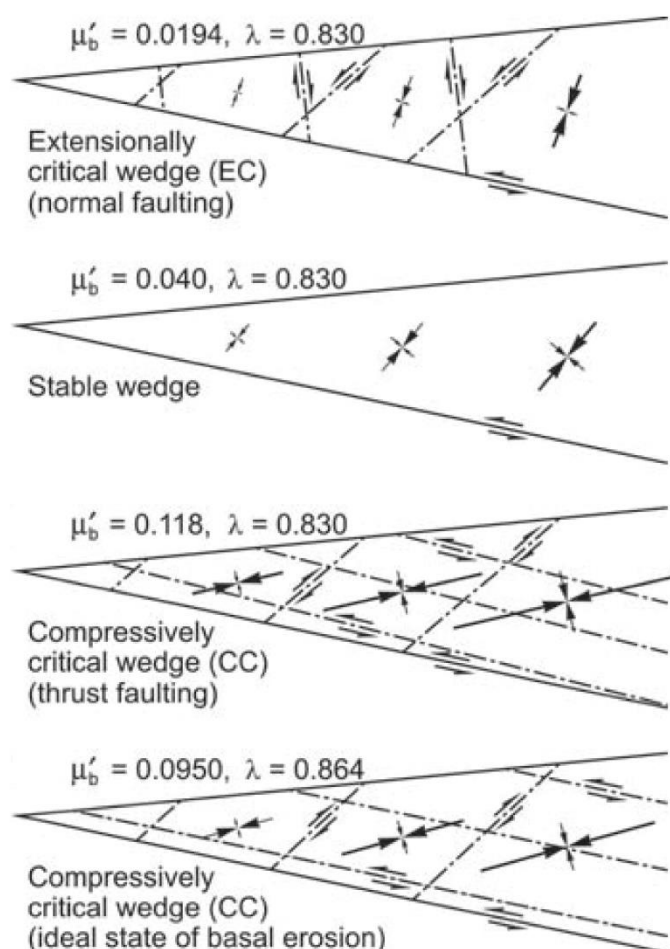 μ′b = 0.0194, λ = 0.830
Extensionally
critical wedge (EC)
(normal faulting)
μ′b = 0.040, λ = 0.830
Stable wedge
μ′b = 0.118, λ = 0.830
Compressively
critical wedge (CC)
(thrust faulting)
μ′b = 0.0950, λ = 0.864
Compressively
critical wedge (CC)
(ideal state of basal erosion)